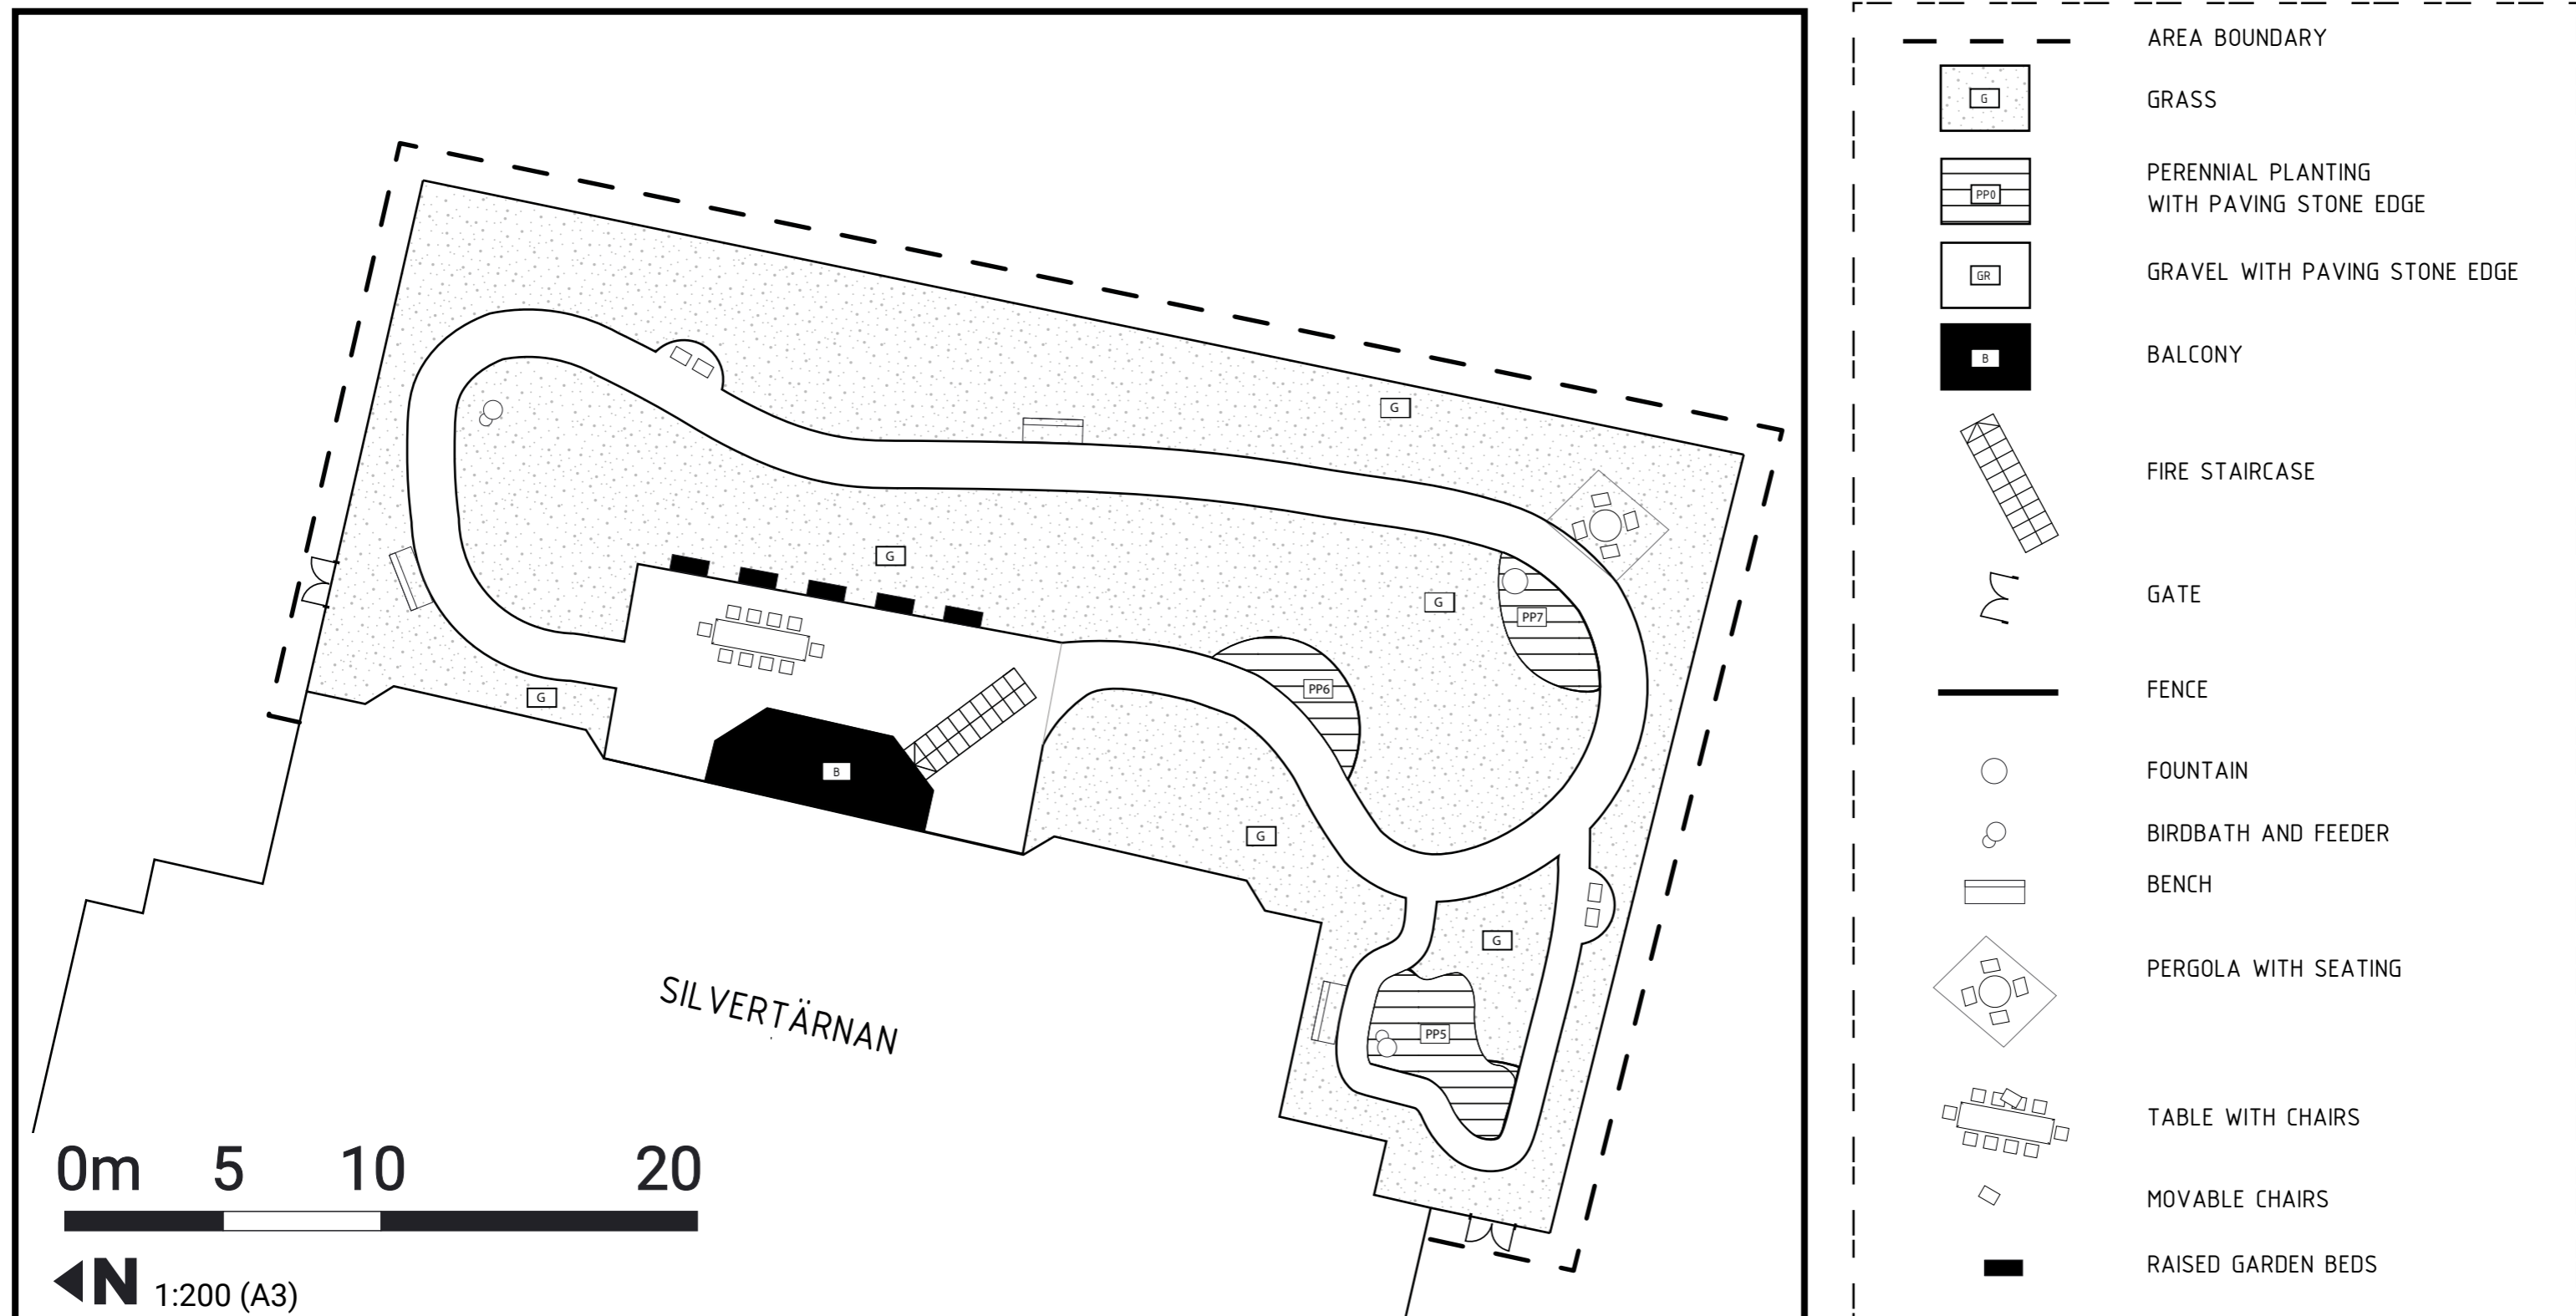 G
G
G
PP7
G
PP6
G
B
G
G
PP5
SILVERTÄRNAN
0m 5 10 20
N 1:200 (A3)
AREA BOUNDARY
G
GRASS
PERENNIAL PLANTING
PP0
WITH PAVING STONE EDGE
GR
GRAVEL WITH PAVING STONE EDGE
B
BALCONY
FIRE STAIRCASE
GATE
FENCE
FOUNTAIN
BIRDBATH AND FEEDER
BENCH
PERGOLA WITH SEATING
TABLE WITH CHAIRS
MOVABLE CHAIRS
RAISED GARDEN BEDS